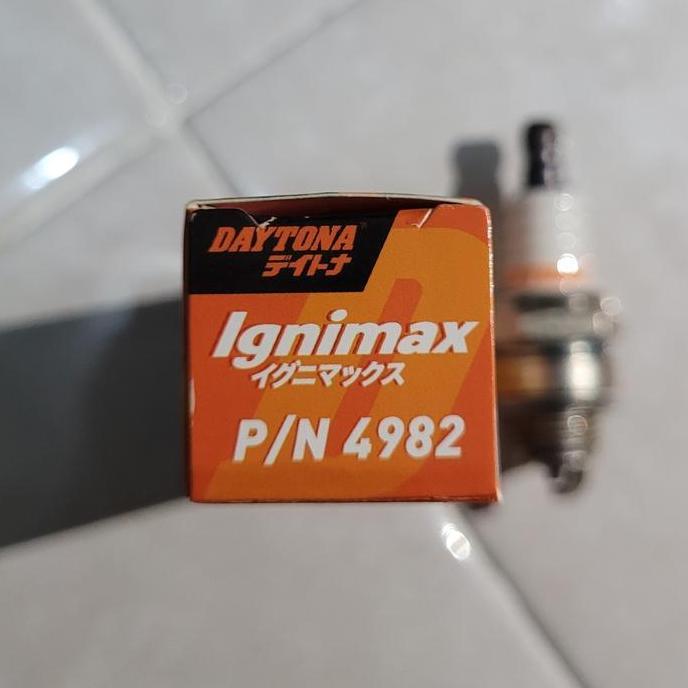 DAYTONA
デイトナ
Ignimax
イグニマックス
P/N 4982